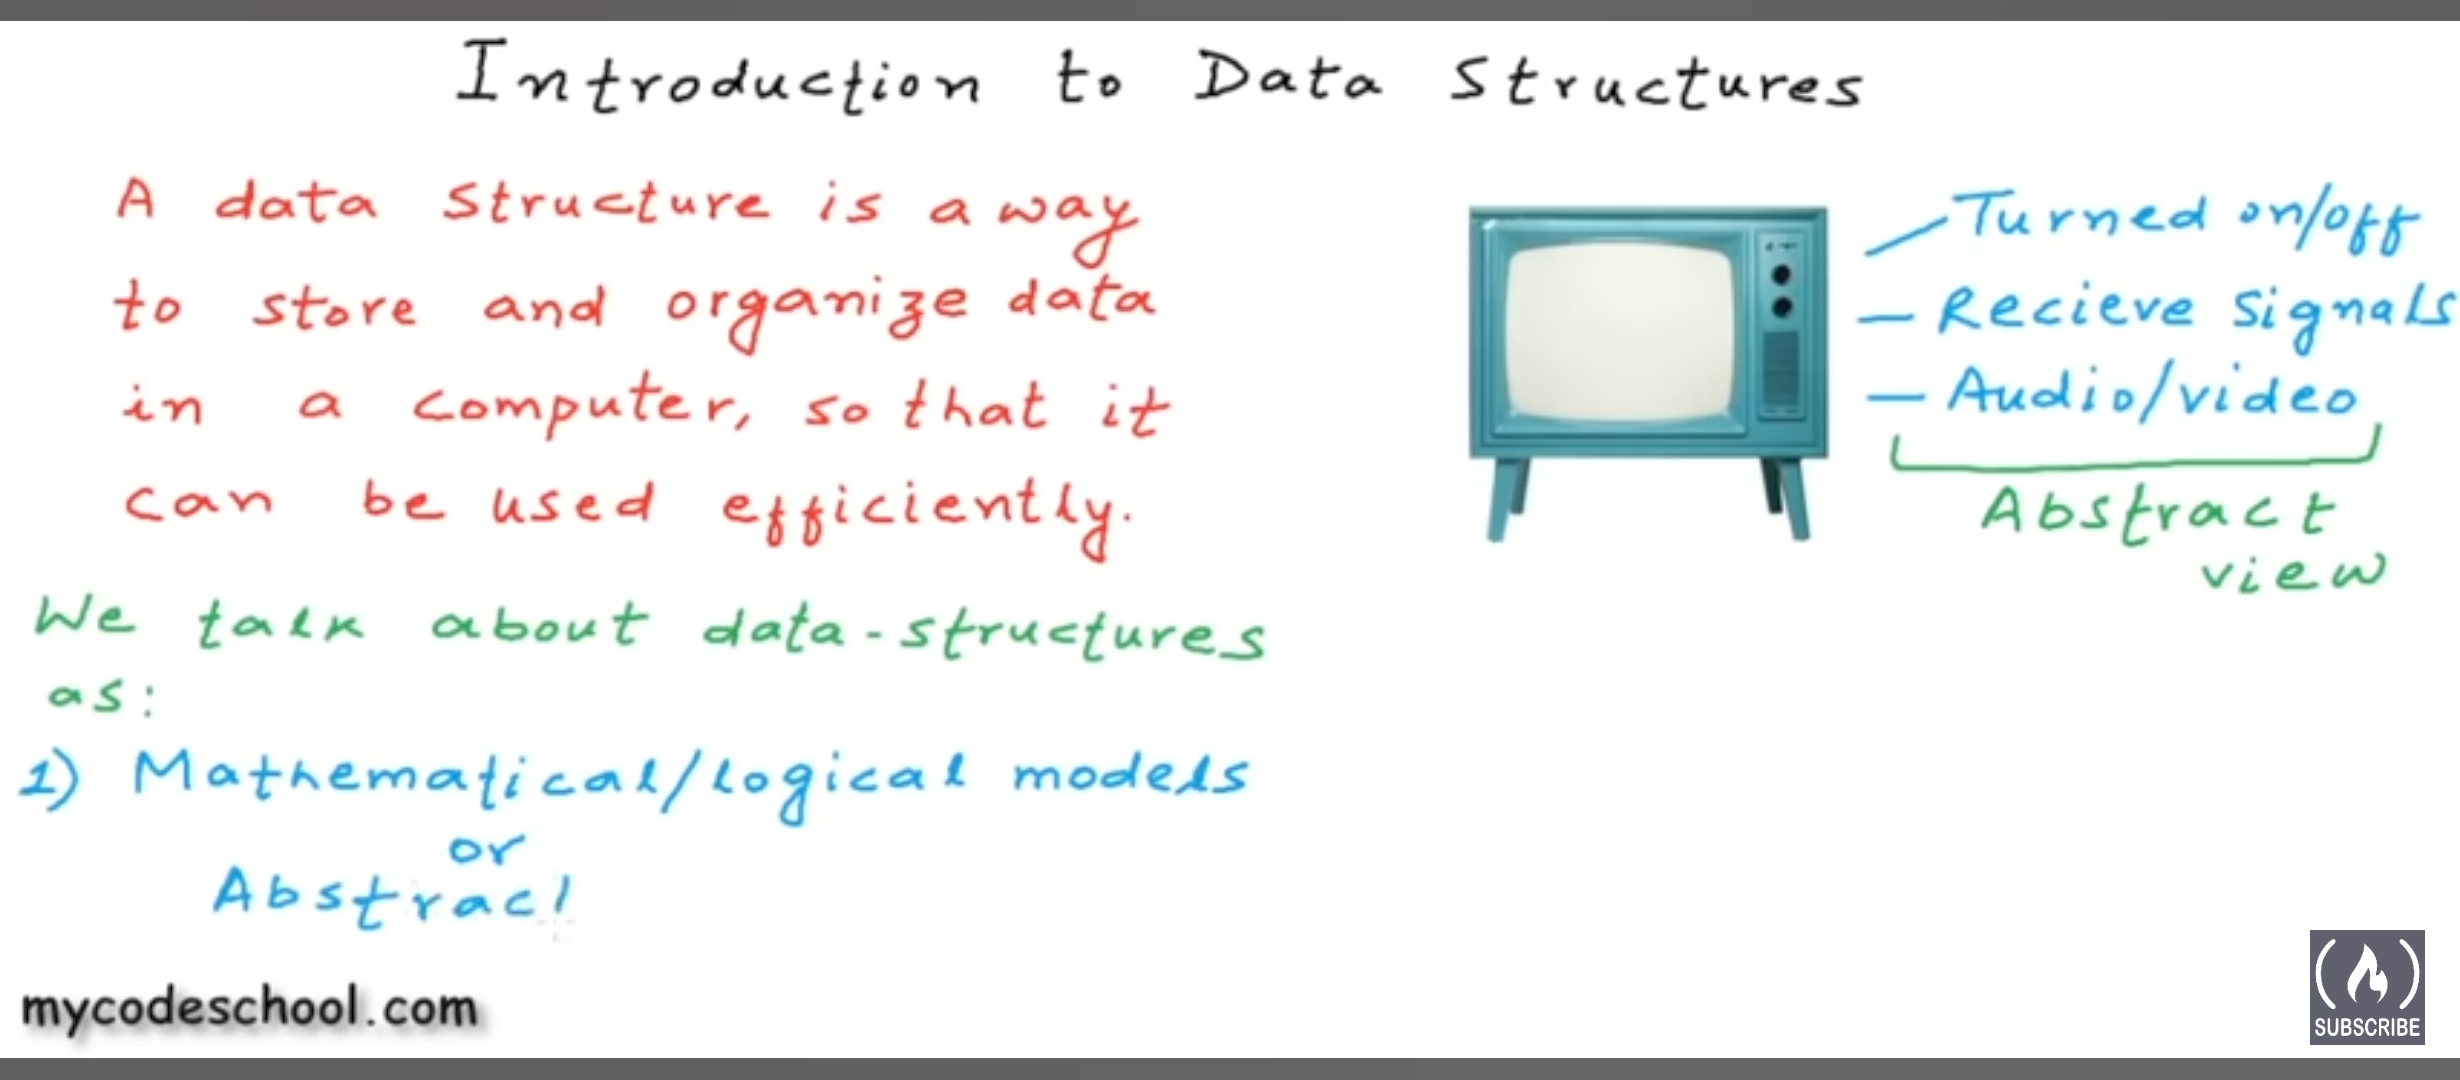 Introduction to Data Structures
A data structure is a way
to store and organize data
in a computer, so that it
can be used efficiently.
We talk about data-structures
as:
1) Mathematical/logical models
or
Abstract
Turned on/off
— Recieve signals
— Audio/video
Abstract
view
mycodeschool.com
SUBSCRIBE